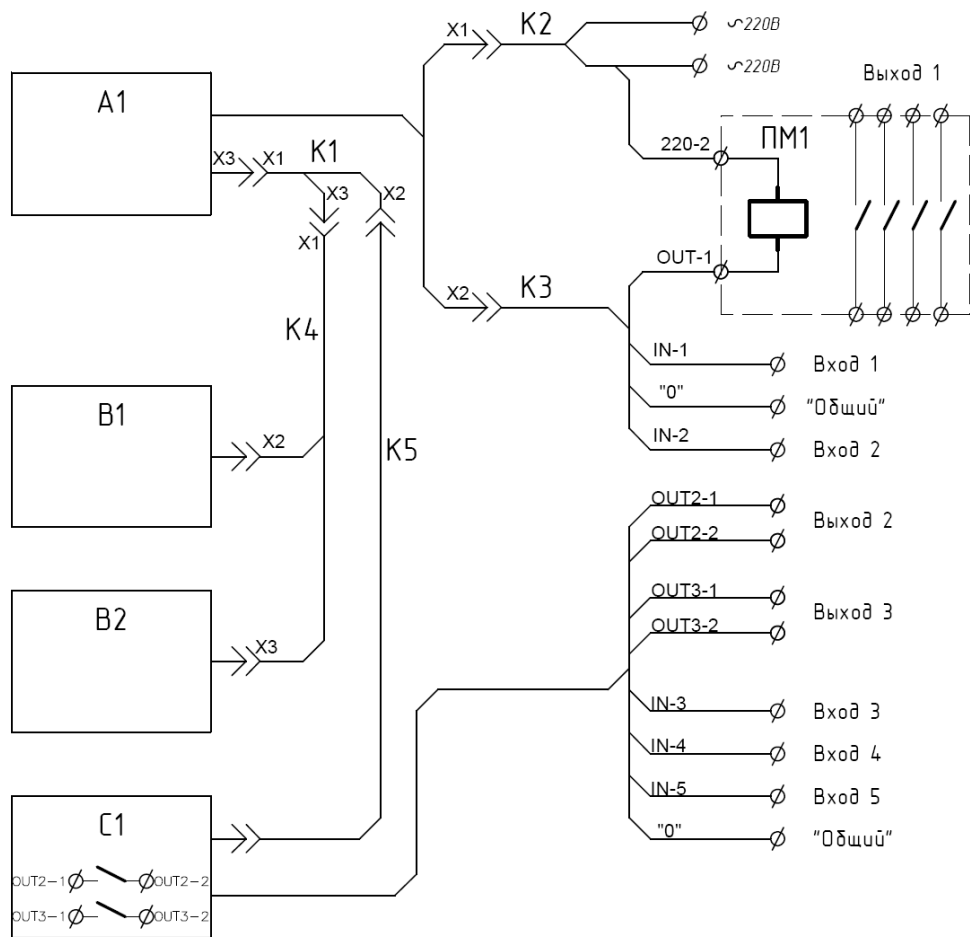 X1 K2 ∿220В
∿220В
A1
Выход 1
ПМ1
X3 X1 K1
220-2
X3 X2
X1
OUT-1
X2 K3
K4
IN-1 Вход 1
"0" "Общий"
B1
X2
K5
IN-2 Вход 2
OUT2-1
Выход 2
OUT2-2
OUT3-1
B2
Выход 3
OUT3-2
X3
IN-3 Вход 3
IN-4 Вход 4
IN-5 Вход 5
C1
"0" "Общий"
OUT2-1 OUT2-2
OUT3-1 OUT3-2